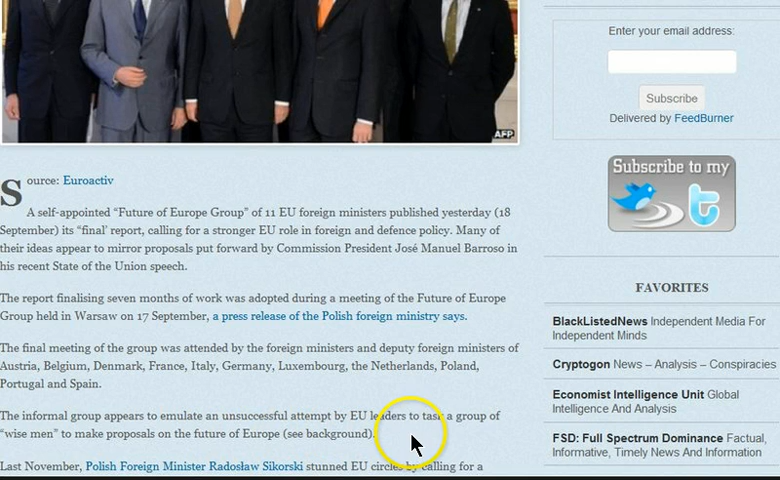 AFP
Source: Euroactiv
A self-appointed “Future of Europe Group” of 11 EU foreign ministers published yesterday (18
September) its “final’ report, calling for a stronger EU role in foreign and defence policy. Many of
their ideas appear to mirror proposals put forward by Commission President José Manuel Barroso in
his recent State of the Union speech.
The report finalising seven months of work was adopted during a meeting of the Future of Europe
Group held in Warsaw on 17 September, a press release of the Polish foreign ministry says.
The final meeting of the group was attended by the foreign ministers and deputy foreign ministers of
Austria, Belgium, Denmark, France, Italy, Germany, Luxembourg, the Netherlands, Poland,
Portugal and Spain.
The informal group appears to emulate an unsuccessful attempt by EU leaders to task a group of
“wise men” to make proposals on the future of Europe (see background).
Last November, Polish Foreign Minister Radosław Sikorski stunned EU circles by calling for a
Enter your email address:
Subscribe
Delivered by FeedBurner
Subscribe to my
t
FAVORITES
BlackListedNews Independent Media For
Independent Minds
Cryptogon News – Analysis – Conspiracies
Economist Intelligence Unit Global
Intelligence And Analysis
FSD: Full Spectrum Dominance Factual,
Informative, Timely News And Information